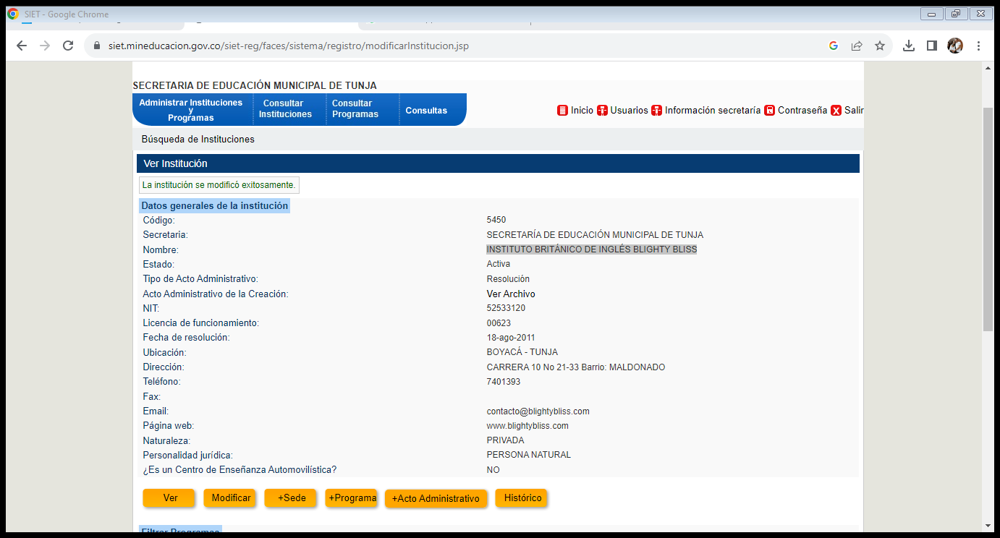 SIET - Google Chrome
siet.mineducacion.gov.co/siet-reg/faces/sistema/registro/modificarInstitucion.jsp
SECRETARIA DE EDUCACIÓN MUNICIPAL DE TUNJA
Administrar Instituciones y Programas
Consultar Instituciones
Consultar Programas
Consultas
Inicio Usuarios Información secretaría Contraseña Salir
Búsqueda de Instituciones
Ver Institución
La institución se modificó exitosamente.
Datos generales de la institución
Código: 5450
Secretaria: SECRETARÍA DE EDUCACIÓN MUNICIPAL DE TUNJA
Nombre: INSTITUTO BRITÁNICO DE INGLÉS BLIGHTY BLISS
Estado: Activa
Tipo de Acto Administrativo: Resolución
Acto Administrativo de la Creación: Ver Archivo
NIT: 52533120
Licencia de funcionamiento: 00623
Fecha de resolución: 18-ago-2011
Ubicación: BOYACÁ - TUNJA
Dirección: CARRERA 10 No 21-33 Barrio: MALDONADO
Teléfono: 7401393
Fax:
Email: contacto@blightybliss.com
Página web: www.blightybliss.com
Naturaleza: PRIVADA
Personalidad jurídica: PERSONA NATURAL
¿Es un Centro de Enseñanza Automovilística? NO
Ver Modificar +Sede +Programa +Acto Administrativo Histórico
Filtrar Programas